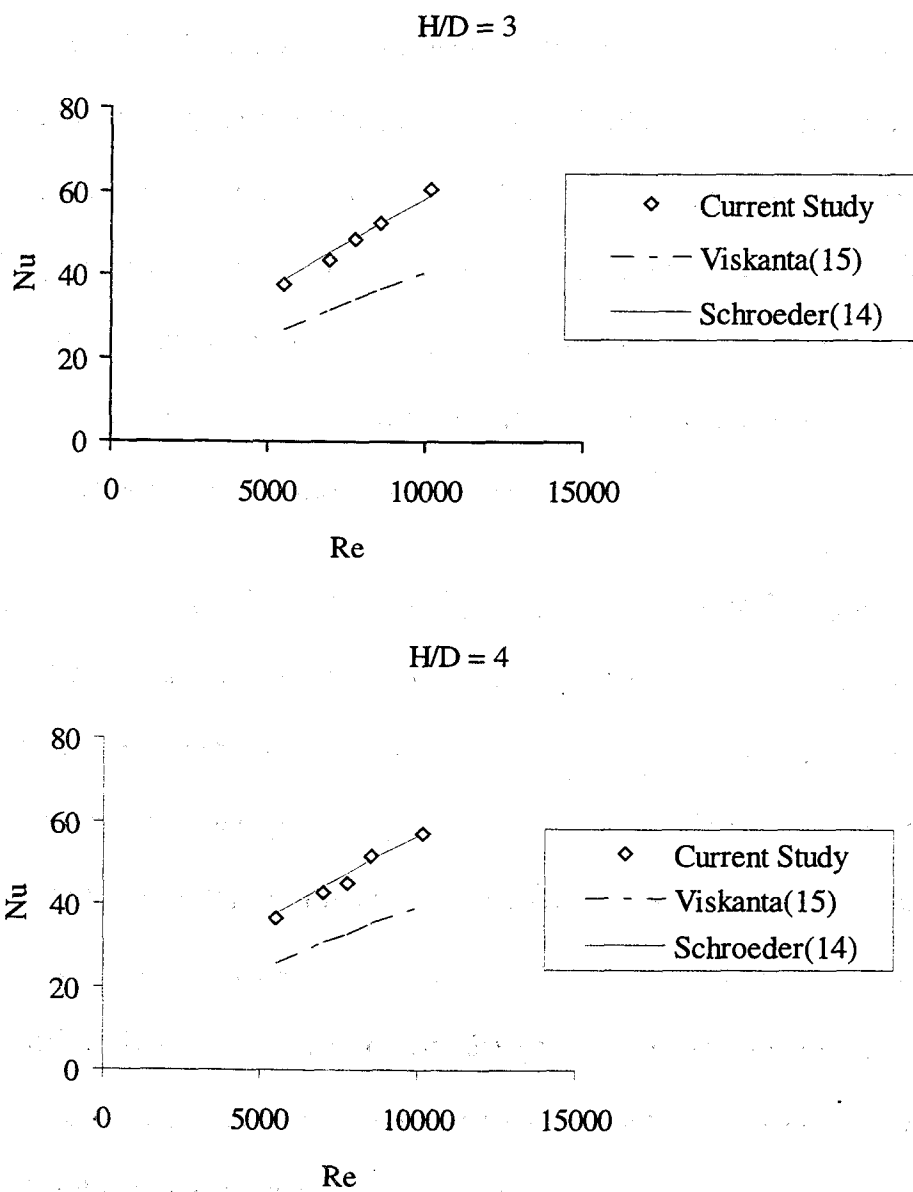 H/D = 3
80
60
40
20
0
Nu
0 5000 10000 15000
Re
Current Study
Viskanta(15)
Schroeder(14)
H/D = 4
80
60
40
20
0
Nu
0 5000 10000 15000
Re
Current Study
Viskanta(15)
Schroeder(14)